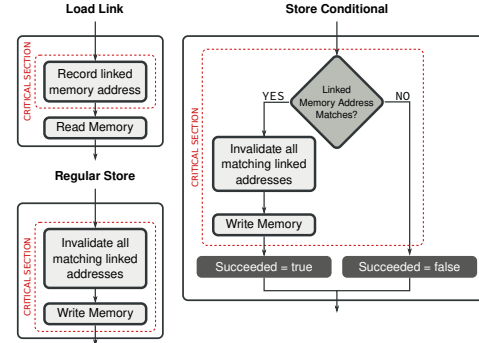 Load Link
CRITICAL SECTION
Record linked
memory address
Read Memory
Regular Store
CRITICAL SECTION
Invalidate all
matching linked
addresses
Write Memory
Store Conditional
CRITICAL SECTION
Linked
Memory Address
Matches?
YES
NO
Invalidate all
matching linked
addresses
Write Memory
Succeeded = true
Succeeded = false